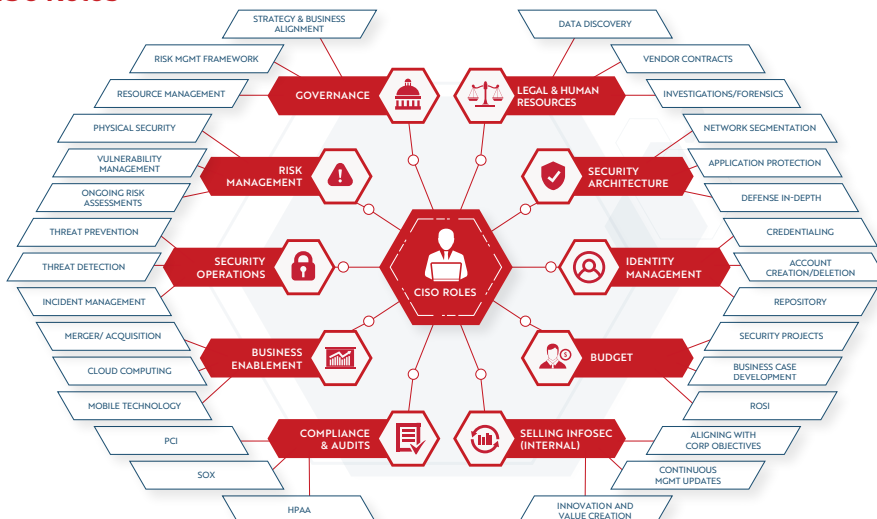 STRATEGY & BUSINESS
ALIGNMENT
RISK MGMT FRAMEWORK
RESOURCE MANAGEMENT
GOVERNANCE
PHYSICAL SECURITY
VULNERABILITY
MANAGEMENT
ONGOING RISK
ASSESSMENTS
RISK
MANAGEMENT
THREAT PREVENTION
THREAT DETECTION
INCIDENT MANAGEMENT
SECURITY
OPERATIONS
MERGER/ ACQUISITION
CLOUD COMPUTING
MOBILE TECHNOLOGY
BUSINESS
ENABLEMENT
PCI
SOX
HPAA
COMPLIANCE
& AUDITS
CISO ROLES
DATA DISCOVERY
VENDOR CONTRACTS
INVESTIGATIONS/FORENSICS
LEGAL & HUMAN
RESOURCES
NETWORK SEGMENTATION
APPLICATION PROTECTION
DEFENSE IN-DEPTH
SECURITY
ARCHITECTURE
CREDENTIALING
ACCOUNT
CREATION/DELETION
REPOSITORY
IDENTITY
MANAGEMENT
SECURITY PROJECTS
BUSINESS CASE
DEVELOPMENT
ROSI
BUDGET
$
ALIGNING WITH
CORP OBJECTIVES
CONTINUOUS
MGMT UPDATES
INNOVATION AND
VALUE CREATION
SELLING INFOSEC
(INTERNAL)